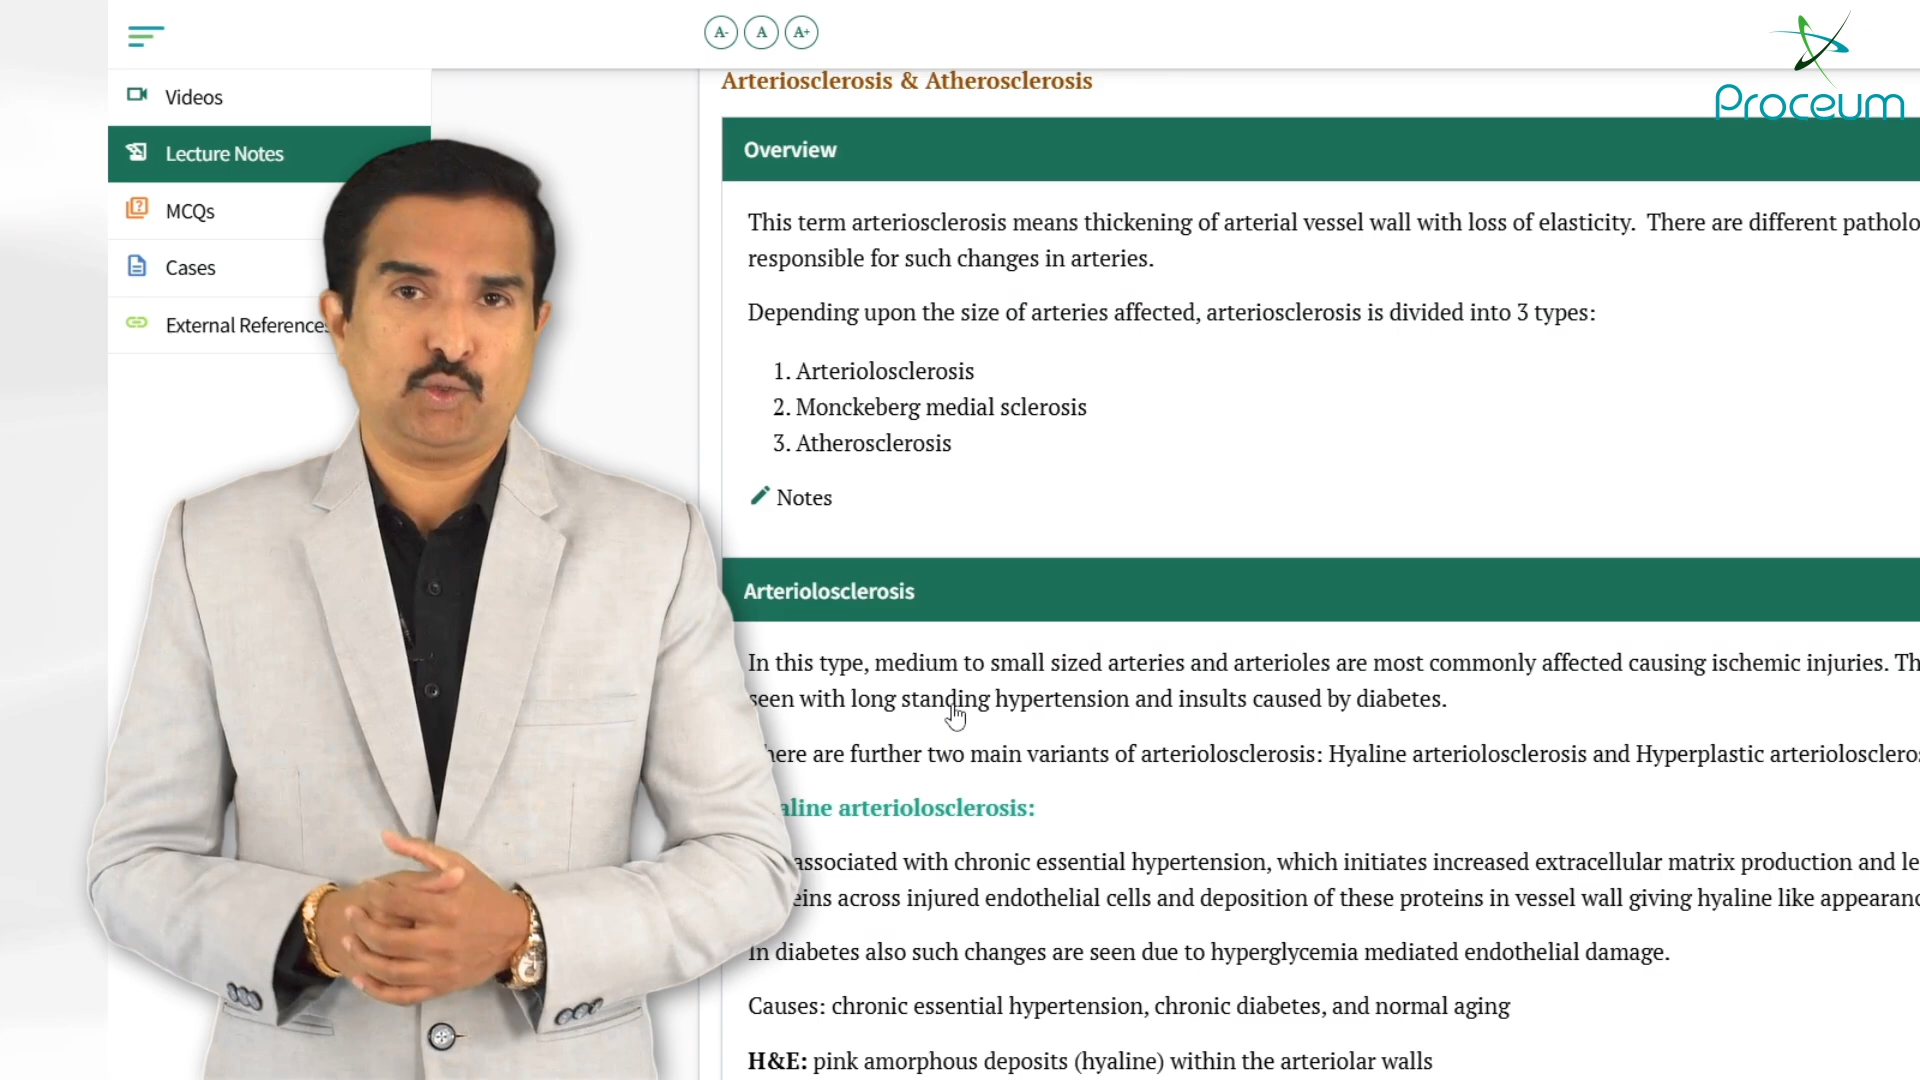 A- A A+
Proceum
Videos
Lecture Notes
MCQs
Cases
External References
Arteriosclerosis & Atherosclerosis
Overview
This term arteriosclerosis means thickening of arterial vessel wall with loss of elasticity. There are different
responsible for such changes in arteries.
Depending upon the size of arteries affected, arteriosclerosis is divided into 3 types:
1. Arteriolosclerosis
2. Monckeberg medial sclerosis
3. Atherosclerosis
Notes
Arteriolosclerosis
In this type, medium to small sized arteries and arterioles are most commonly affected causing ischemic injuries.
seen with long standing hypertension and insults caused by diabetes.
here are further two main variants of arteriolosclerosis: Hyaline arteriolosclerosis and Hyperplastic
aline arteriolosclerosis:
associated with chronic essential hypertension, which initiates increased extracellular matrix production and
eins across injured endothelial cells and deposition of these proteins in vessel wall giving hyaline like
In diabetes also such changes are seen due to hyperglycemia mediated endothelial damage.
Causes: chronic essential hypertension, chronic diabetes, and normal aging
H&E: pink amorphous deposits (hyaline) within the arteriolar walls